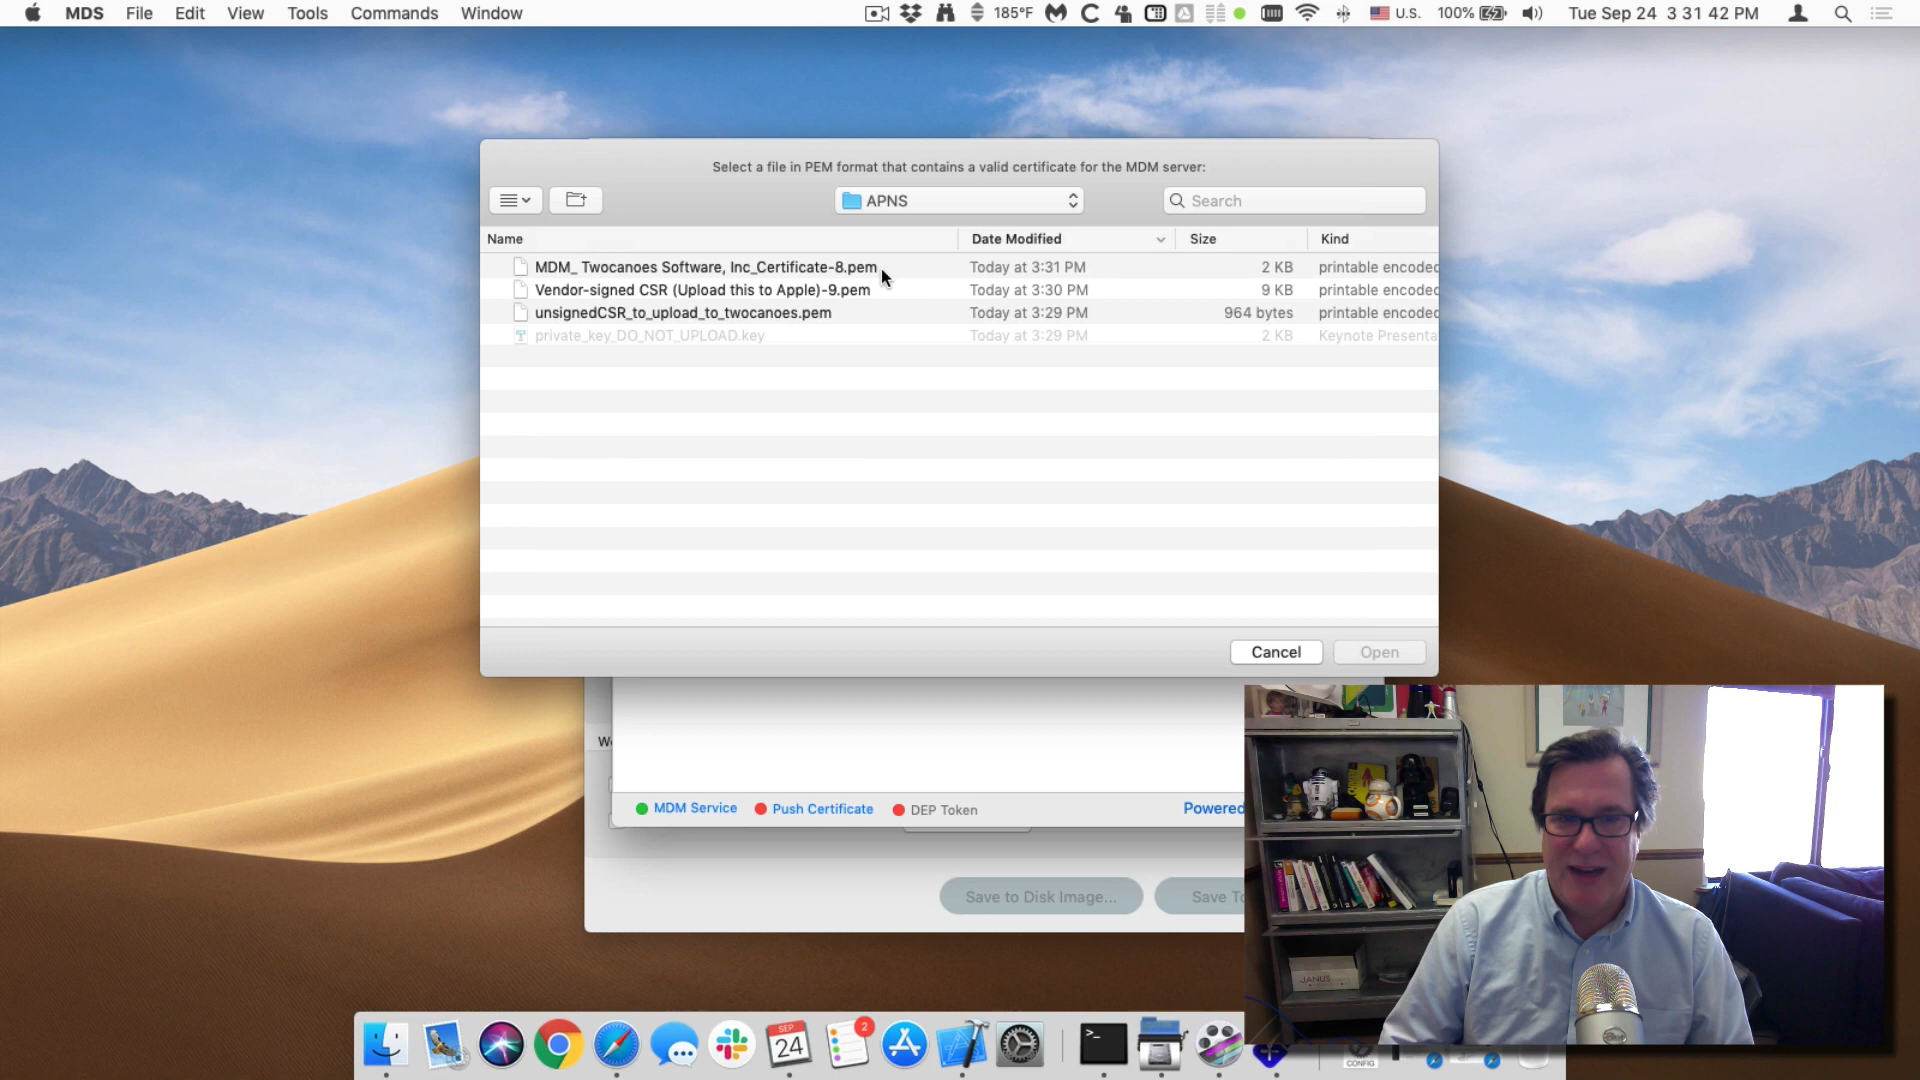 MDS File Edit View Tools Commands Window
185°F U.S. 100% Tue Sep 24 3 31 42 PM
Select a file in PEM format that contains a valid certificate for the MDM server:
APNS
Search
Name Date Modified Size Kind
MDM_ Twocanoes Software, Inc_Certificate-8.pem Today at 3:31 PM 2 KB printable encoded
Vendor-signed CSR (Upload this to Apple)-9.pem Today at 3:30 PM 9 KB printable encoded
unsignedCSR_to_upload_to_twocanoes.pem Today at 3:29 PM 964 bytes printable encoded
private_key_DO_NOT_UPLOAD.key Today at 3:29 PM 2 KB Keynote Presenta
Cancel Open
MDM Service Push Certificate DEP Token Powered
Save to Disk Image... Save To
JANUS
SEP
24
2
CONFIG